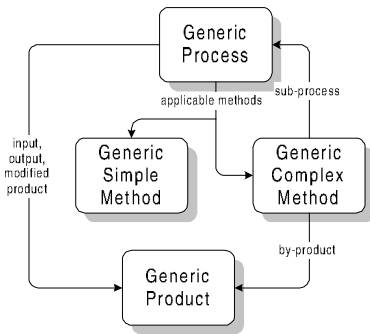 Generic
Process
applicable methods
sub-process
input,
output,
modified
product
Generic
Simple
Method
Generic
Complex
Method
by-product
Generic
Product